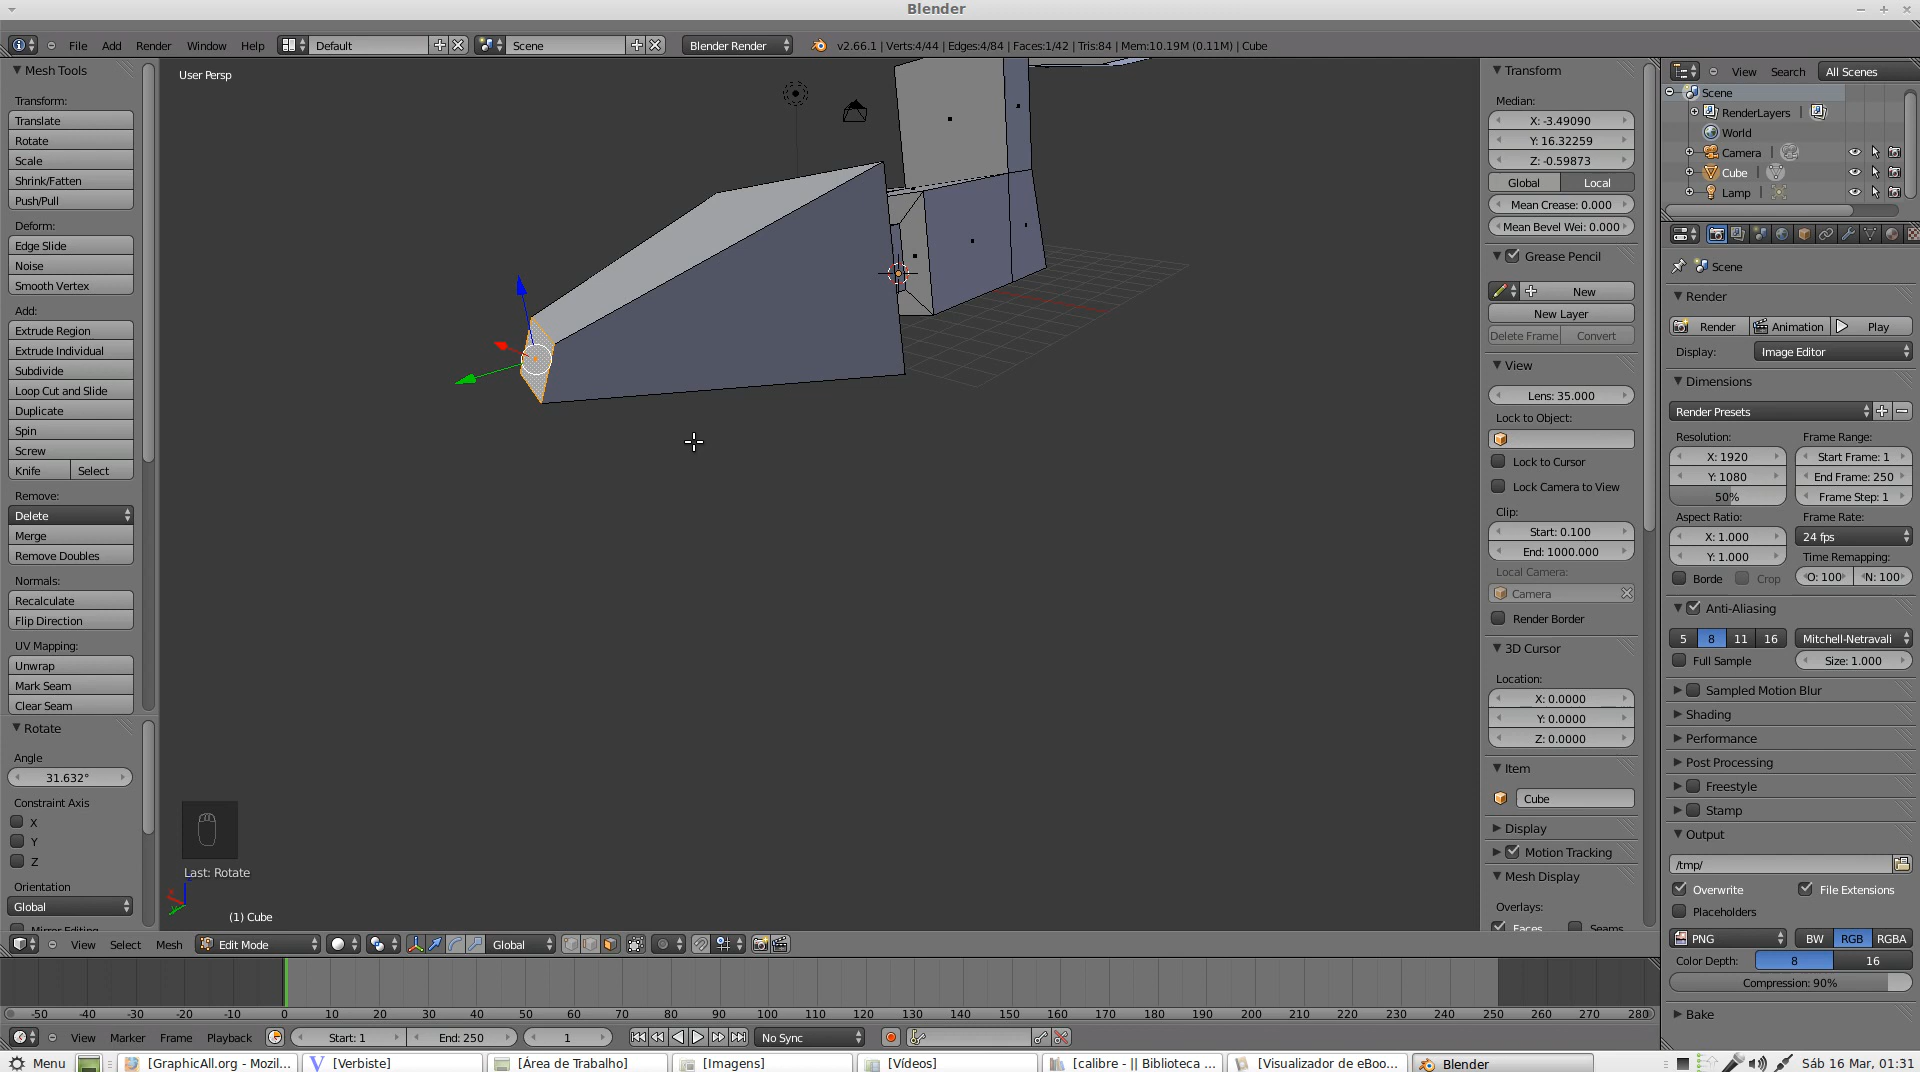 Blender
File Add Render Window Help Default Scene Blender Render v2.66.1 | Verts:4/44 | Edges:4/84 | Faces:1/42 | Tris:84 | Mem:10.19M (0.11M) | Cube
Mesh Tools
Transform:
Translate
Rotate
Scale
Shrink/Fatten
Push/Pull
Deform:
Edge Slide
Noise
Smooth Vertex
Add:
Extrude Region
Extrude Individual
Subdivide
Loop Cut and Slide
Duplicate
Spin
Screw
Knife Select
Remove:
Delete
Merge
Remove Doubles
Normals:
Recalculate
Flip Direction
UV Mapping:
Unwrap
Mark Seam
Clear Seam
Rotate
Angle
31.632°
Constraint Axis
X
Y
Z
Orientation
Global
Mirror Editing
User Persp
Last: Rotate
(1) Cube
Transform
Median:
X: -3.49090
Y: 16.32259
Z: -0.59873
Global Local
Mean Crease: 0.000
Mean Bevel Wei: 0.000
Grease Pencil
New
New Layer
Delete Frame Convert
View
Lens: 35.000
Lock to Object:
Lock to Cursor
Lock Camera to View
Clip:
Start: 0.100
End: 1000.000
Local Camera:
Camera
Render Border
3D Cursor
Location:
X: 0.0000
Y: 0.0000
Z: 0.0000
Item
Cube
Display
Motion Tracking
Mesh Display
Overlays:
Faces Seams
View Search All Scenes
Scene
RenderLayers
World
Camera
Cube
Lamp
Scene
Render
Render Animation Play
Display: Image Editor
Dimensions
Render Presets
Resolution: Frame Range:
X: 1920 Start Frame: 1
Y: 1080 End Frame: 250
50% Frame Step: 1
Aspect Ratio: Frame Rate:
X: 1.000 24 fps
Y: 1.000 Time Remapping:
Borde Crop O: 100 N: 100
Anti-Aliasing
5 8 11 16 Mitchell-Netravali
Full Sample Size: 1.000
Sampled Motion Blur
Shading
Performance
Post Processing
Freestyle
Stamp
Output
/tmp/
Overwrite File Extensions
Placeholders
PNG BW RGB RGBA
Color Depth: 8 16
Compression: 90%
Bake
View Select Mesh Edit Mode Global
-50 -40 -30 -20 -10 0 10 20 30 40 50 60 70 80 90 100 110 120 130 140 150 160 170 180 190 200 210 220 230 240 250 260 270 280
View Marker Frame Playback Start: 1 End: 250 1 No Sync
Menu [GraphicAll.org - Mozil... [Verbiste] [Área de Trabalho] [Imagens] [Vídeos] [calibre - || Biblioteca ... [Visualizador de eBoo... Blender Sáb 16 Mar, 01:31